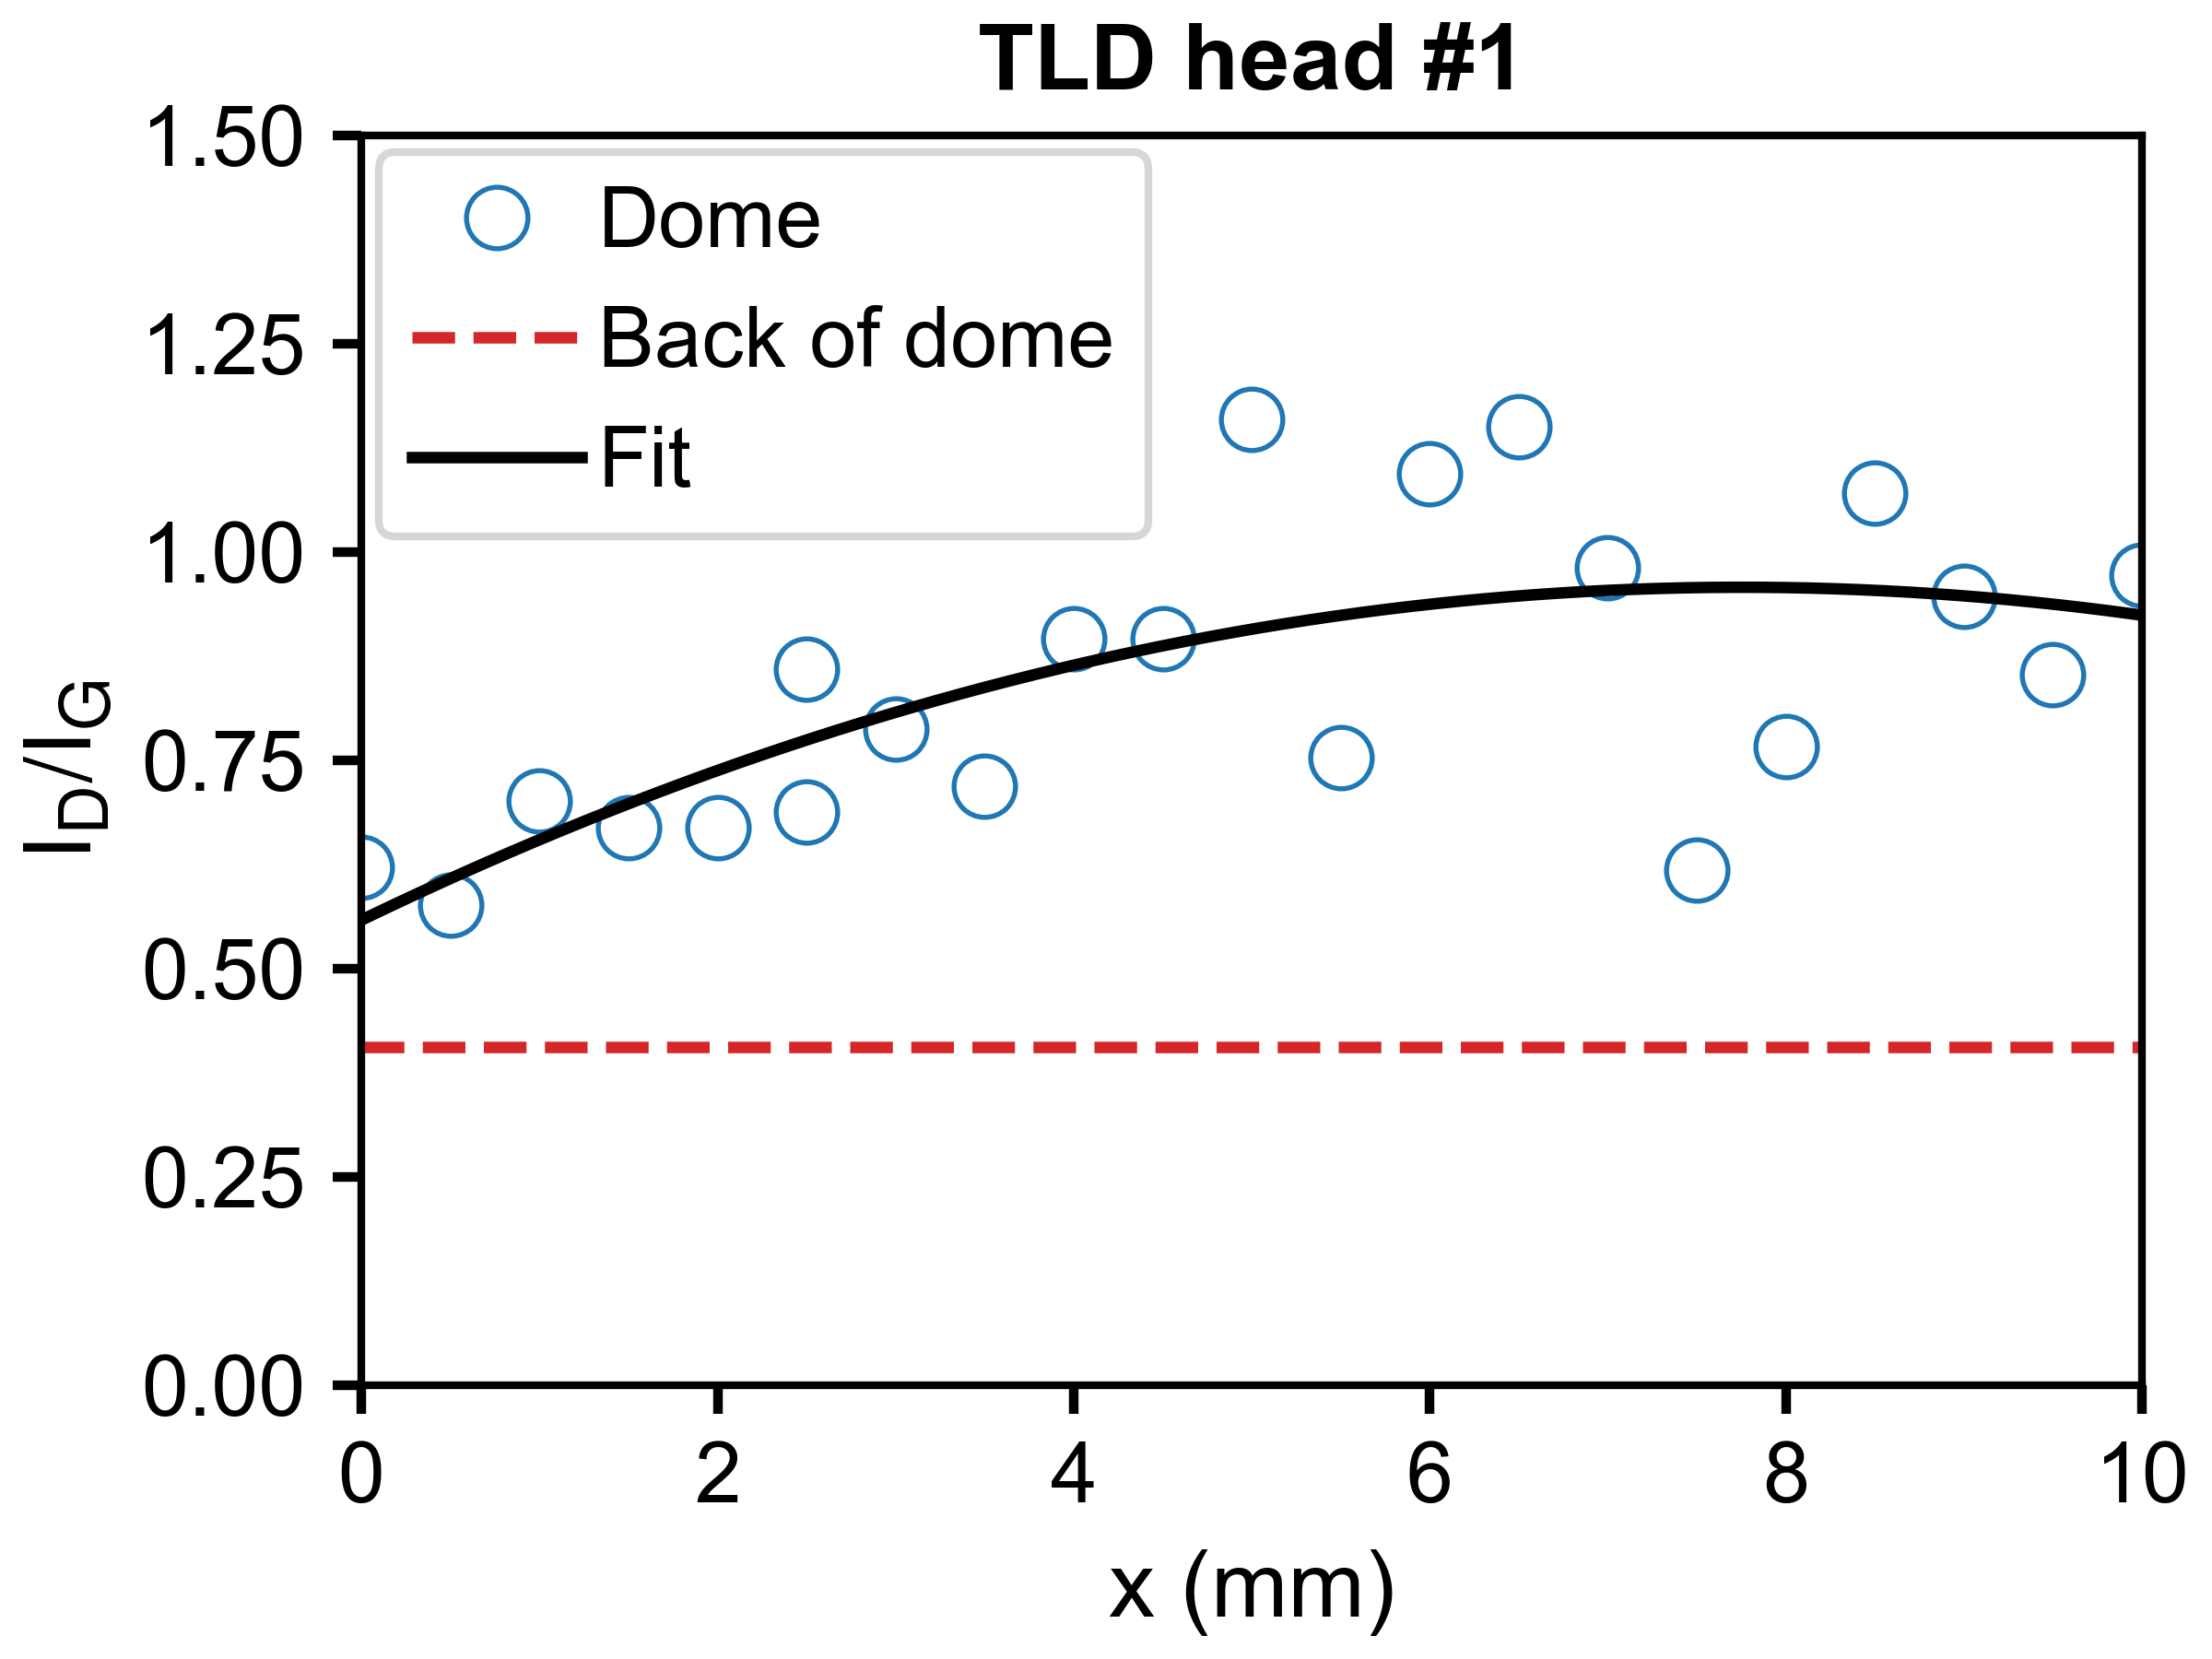 TLD head #1
1.50
1.25
1.00
0.75
0.50
0.25
0.00
I_D/I_G
Dome
Back of dome
Fit
0 2 4 6 8 10
x (mm)